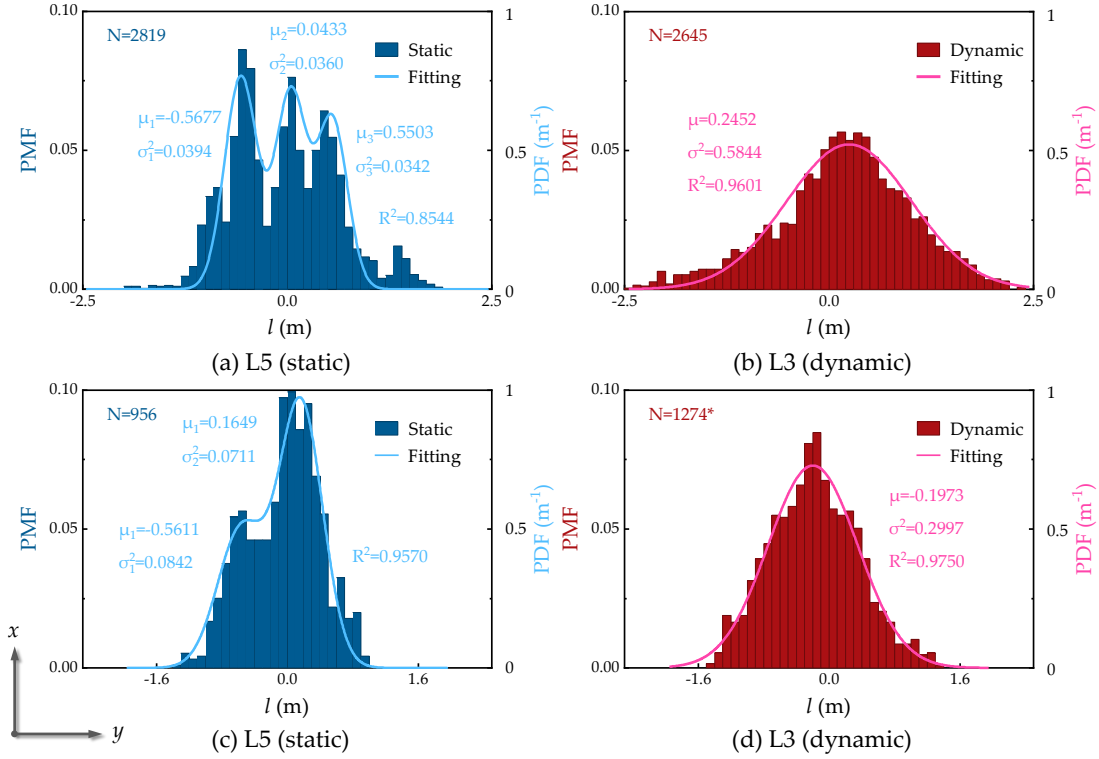 0.10
N=2819
μ₂=0.0433
σ₂²=0.0360
Static
Fitting
μ₁=-0.5677
σ₁²=0.0394
μ₃=0.5503
σ₃²=0.0342
R²=0.8544
PMF
0.05
0.00
1
0.5
0
PDF (m⁻¹)
-2.5
0.0
2.5
l (m)
(a) L5 (static)
0.10
N=2645
Dynamic
Fitting
μ=0.2452
σ²=0.5844
R²=0.9601
PMF
0.05
0.00
1
0.5
0
PDF (m⁻¹)
-2.5
0.0
2.5
l (m)
(b) L3 (dynamic)
0.10
N=956
μ₁=0.1649
σ₂²=0.0711
Static
Fitting
μ₁=-0.5611
σ₁²=0.0842
R²=0.9570
PMF
0.05
0.00
1
0.5
0
PDF (m⁻¹)
-1.6
0.0
1.6
l (m)
(c) L5 (static)
0.10
N=1274*
Dynamic
Fitting
μ=-0.1973
σ²=0.2997
R²=0.9750
PMF
0.05
0.00
1
0.5
0
PDF (m⁻¹)
-1.6
0.0
1.6
l (m)
(d) L3 (dynamic)
x
y